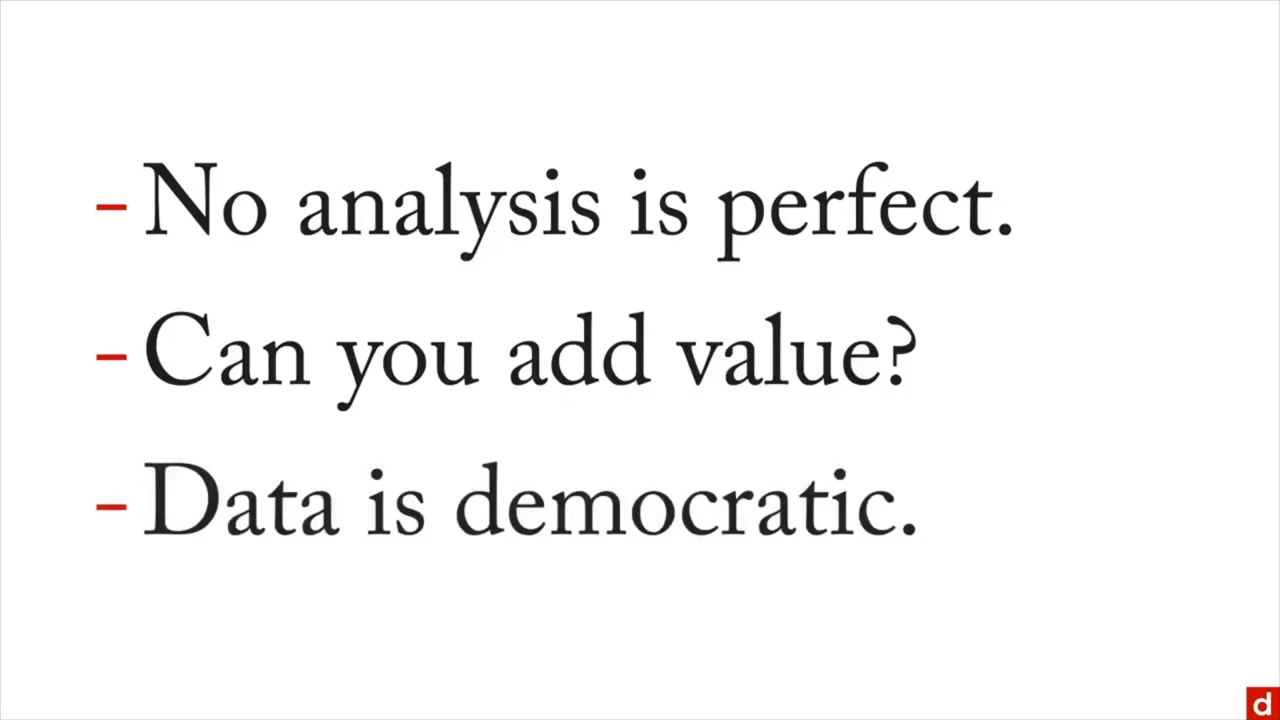 - No analysis is perfect.
- Can you add value?
- Data is democratic.
d